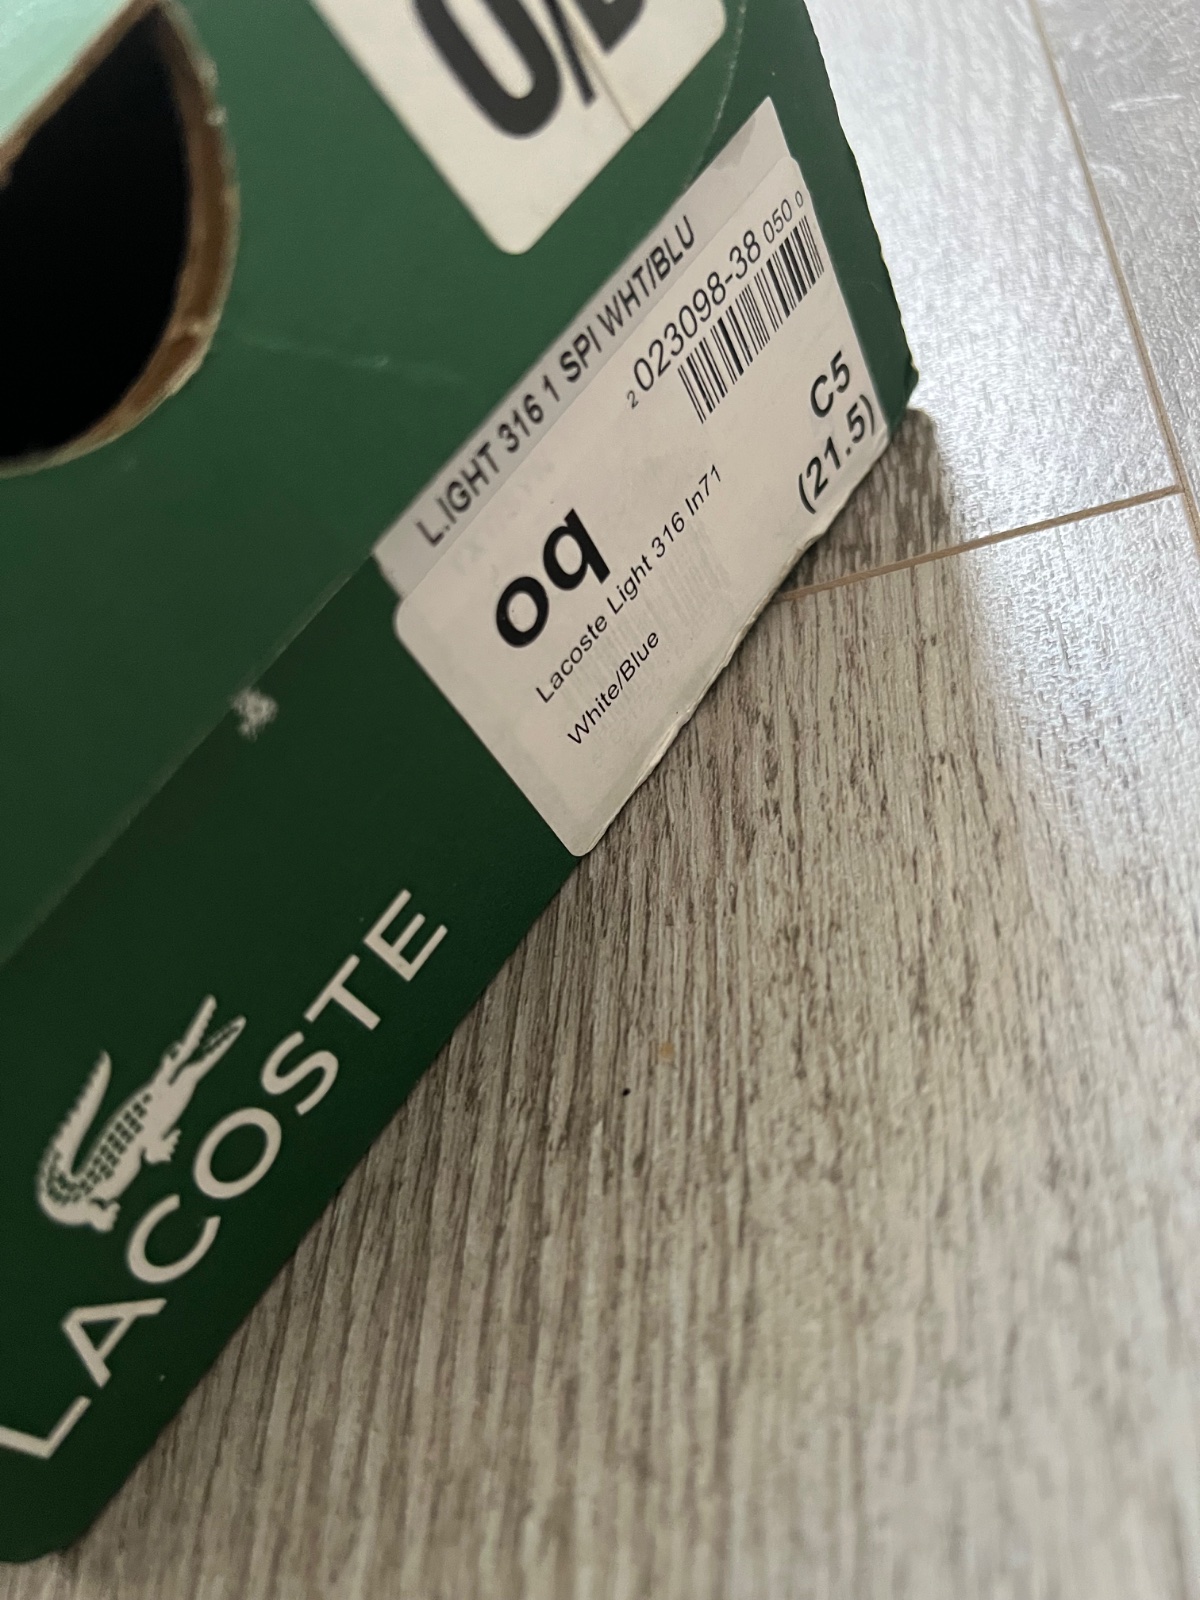 L.IGHT 316 1 SPI WHT/BLU
2 023098-38 050 0
oq
C5
(21.5)
Lacoste Light 316 In71
White/Blue
LACOSTE